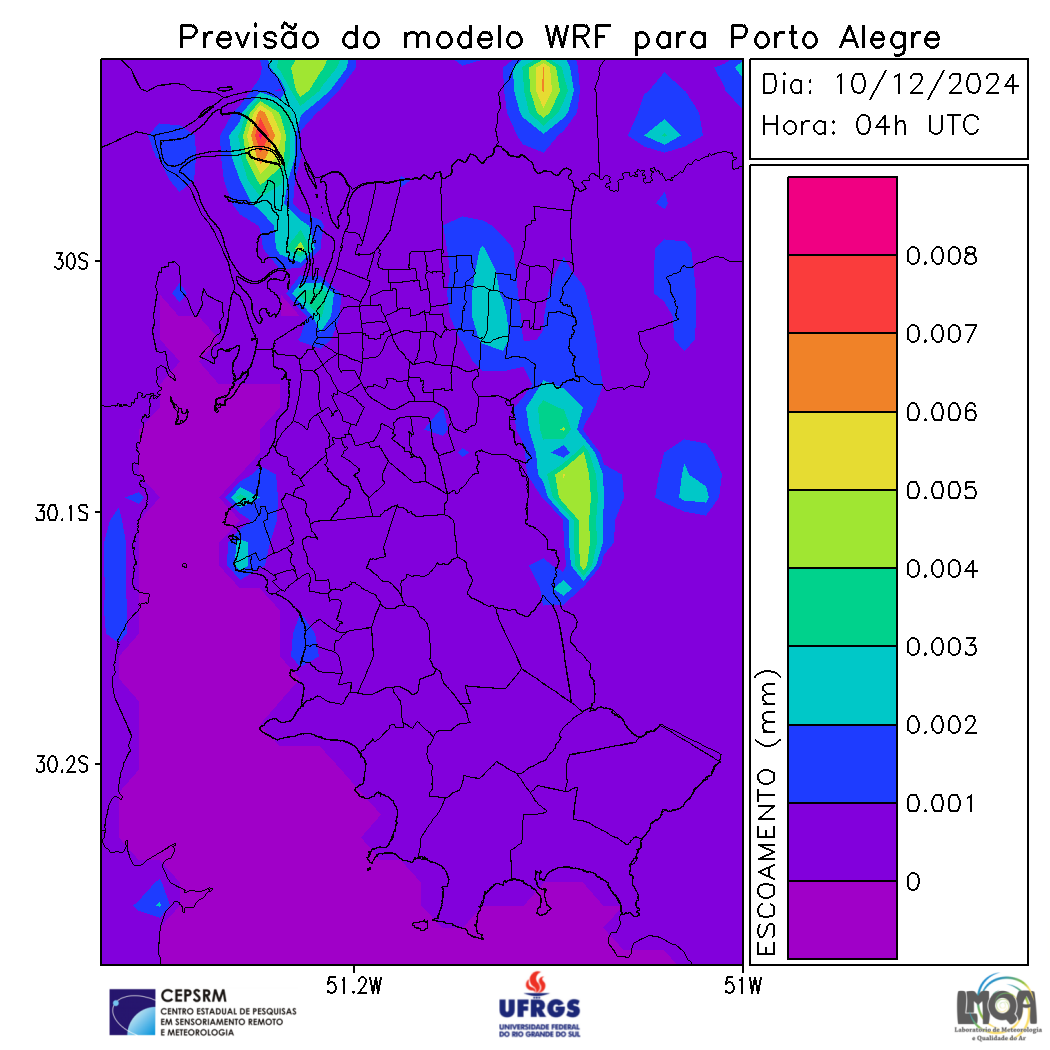 Previsão do modelo WRF para Porto Alegre
Dia: 10/12/2024
Hora: 04h UTC
0.008
0.007
0.006
0.005
0.004
0.003
0.002
0.001
0
ESCOAMENTO (mm)
30S
30.1S
30.2S
51.2W
51W
CEPSRM
CENTRO ESTADUAL DE PESQUISAS
EM SENSORIAMENTO REMOTO
E METEOROLOGIA
UFRGS
UNIVERSIDADE FEDERAL
DO RIO GRANDE DO SUL
LMQA
Laboratório de Meteorologia
e Qualidade do Ar